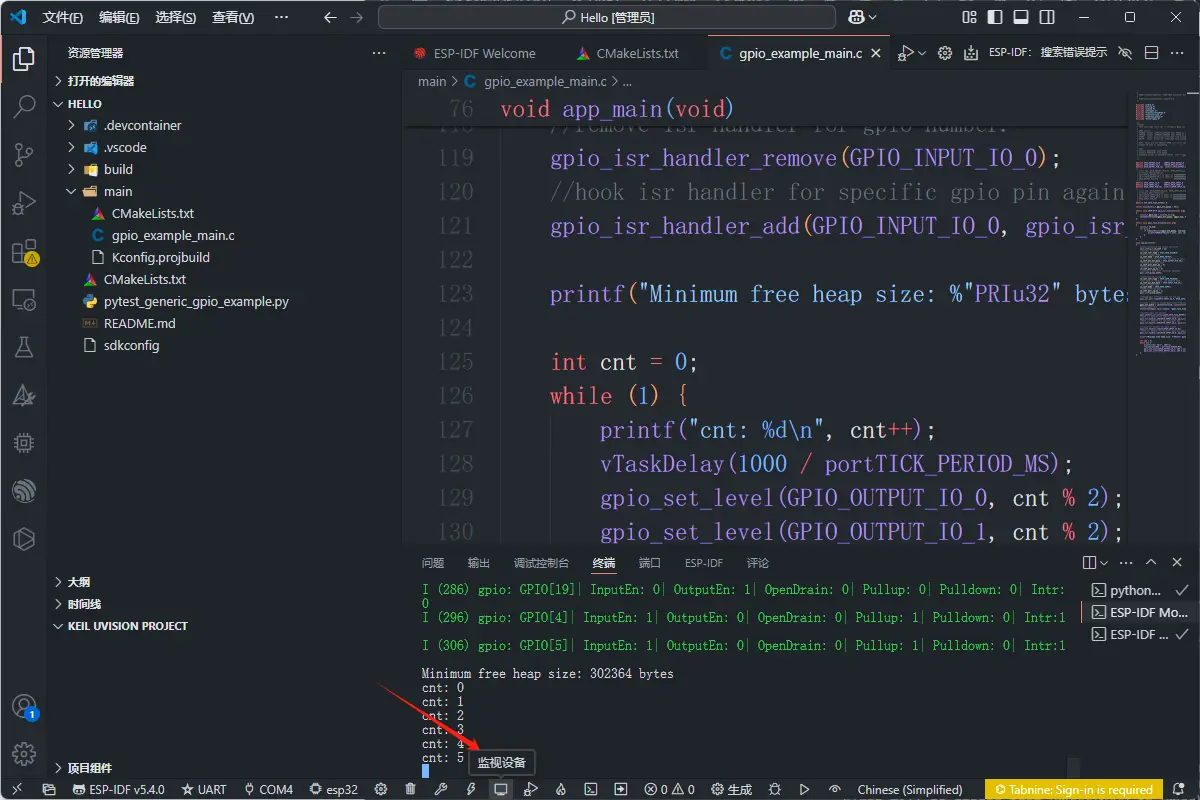 文件(F) 编辑(E) 选择(S) 查看(V) ··· Hello [管理员]
资源管理器
打开的编辑器
HELLO
.devcontainer
.vscode
build
main
CMakeLists.txt
gpio_example_main.c
Kconfig.projbuild
CMakeLists.txt
pytest_generic_gpio_example.py
README.md
sdkconfig
大纲
时间线
KEIL UVISION PROJECT
项目组件
ESP-IDF Welcome CMakeLists.txt gpio_example_main.c ESP-IDF: 搜索错误提示
main > gpio_example_main.c > ...
76 void app_main(void)
118 //remove isr handler for gpio number.
119 gpio_isr_handler_remove(GPIO_INPUT_IO_0);
120 //hook isr handler for specific gpio pin again
121 gpio_isr_handler_add(GPIO_INPUT_IO_0, gpio_isr_
122
123 printf("Minimum free heap size: %"PRIu32" bytes
124
125 int cnt = 0;
126 while (1) {
127 printf("cnt: %d\n", cnt++);
128 vTaskDelay(1000 / portTICK_PERIOD_MS);
129 gpio_set_level(GPIO_OUTPUT_IO_0, cnt % 2);
130 gpio_set_level(GPIO_OUTPUT_IO_1, cnt % 2);
问题 输出 调试控制台 终端 端口 ESP-IDF 评论
I (286) gpio: GPIO[19]| InputEn: 0| OutputEn: 1| OpenDrain: 0| Pullup: 0| Pulldown: 0| Intr:
0
I (296) gpio: GPIO[4]| InputEn: 1| OutputEn: 0| OpenDrain: 0| Pullup: 1| Pulldown: 0| Intr:1
I (306) gpio: GPIO[5]| InputEn: 1| OutputEn: 0| OpenDrain: 0| Pullup: 1| Pulldown: 0| Intr:1
Minimum free heap size: 302364 bytes
cnt: 0
cnt: 1
cnt: 2
cnt: 3
cnt: 4
cnt: 5
监视设备
python...
ESP-IDF Mo...
ESP-IDF ...
1
ESP-IDF v5.4.0 UART COM4 esp32 0 0 生成 Chinese (Simplified) Tabnine: Sign-in is required